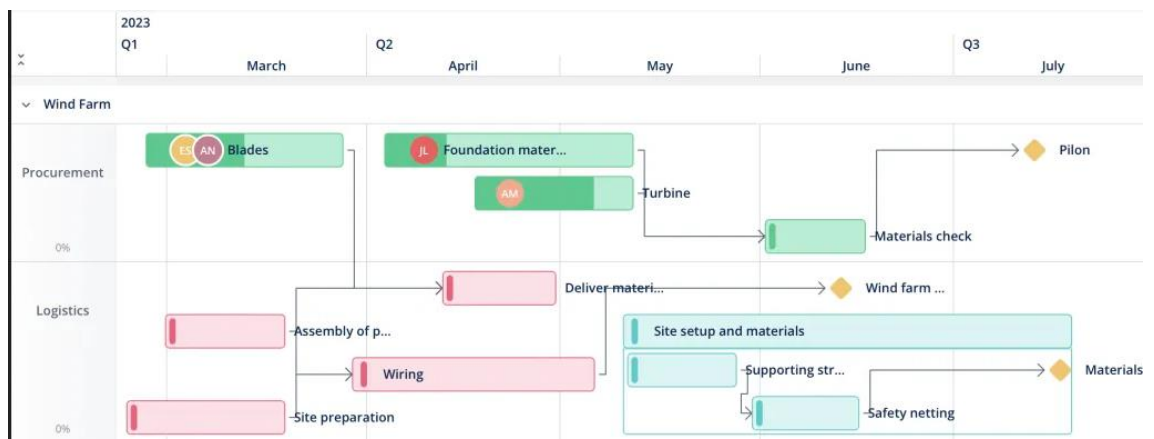 2023
Q1 Q2 Q3
March April May June July
Wind Farm
Procurement
ES AN Blades
JL Foundation mater...
Pilon
AM Turbine
Materials check
0%
Logistics
Deliver materi...
Wind farm ...
Assembly of p...
Site setup and materials
Wiring
Supporting str...
Materials
Site preparation
Safety netting
0%